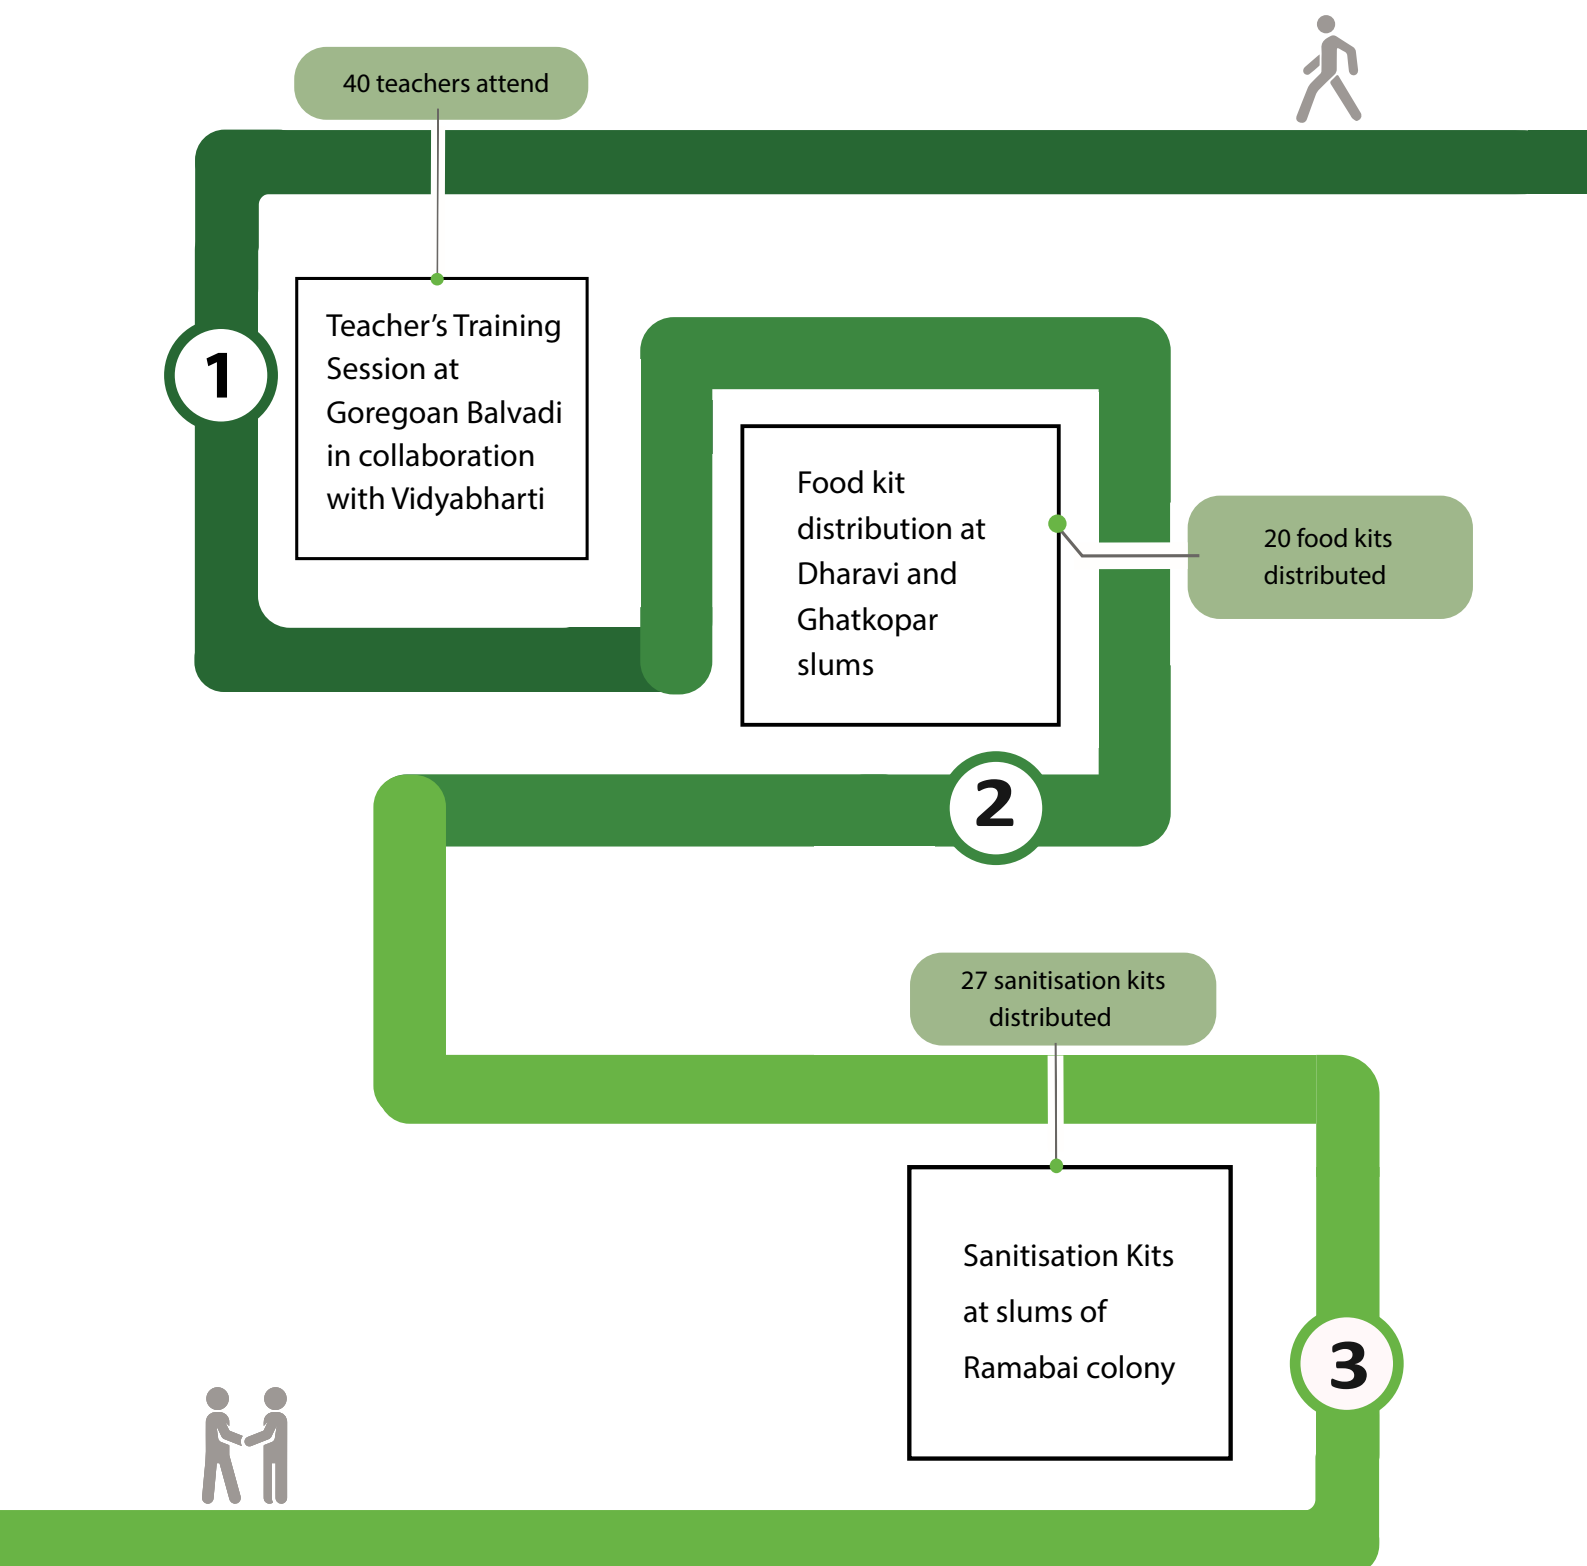 40 teachers attend
1
Teacher’s Training
Session at
Goregoan Balvadi
in collaboration
with Vidyabharti
Food kit
distribution at
Dharavi and
Ghatkopar
slums
20 food kits
distributed
2
27 sanitisation kits
distributed
Sanitisation Kits
at slums of
Ramabai colony
3